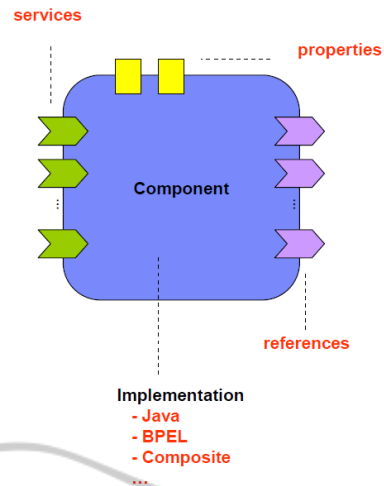 services
properties
Component
references
Implementation
- Java
- BPEL
- Composite
...